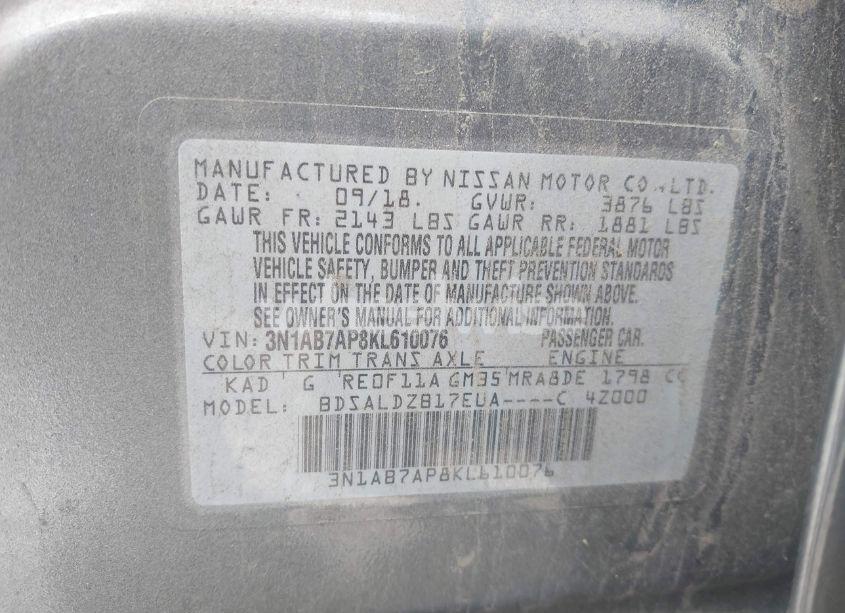 MANUFACTURED BY NISSAN MOTOR CO.,LTD.
DATE: 09/18. GVWR: 3876 LBS
GAWR FR: 2143 LBS GAWR RR: 1881 LBS
THIS VEHICLE CONFORMS TO ALL APPLICABLE FEDERAL MOTOR
VEHICLE SAFETY, BUMPER AND THEFT PREVENTION STANDARDS
IN EFFECT ON THE DATE OF MANUFACTURE SHOWN ABOVE.
SEE OWNER'S MANUAL FOR ADDITIONAL INFORMATION.
VIN: 3N1AB7AP8KL610076 PASSENGER CAR.
COLOR TRIM TRANS AXLE ENGINE
KAD G RE0F11A GM35 MRA8DE 1798 CC
MODEL: BDSALDZB17EUA----C 4Z000
3N1AB7AP8KL610076